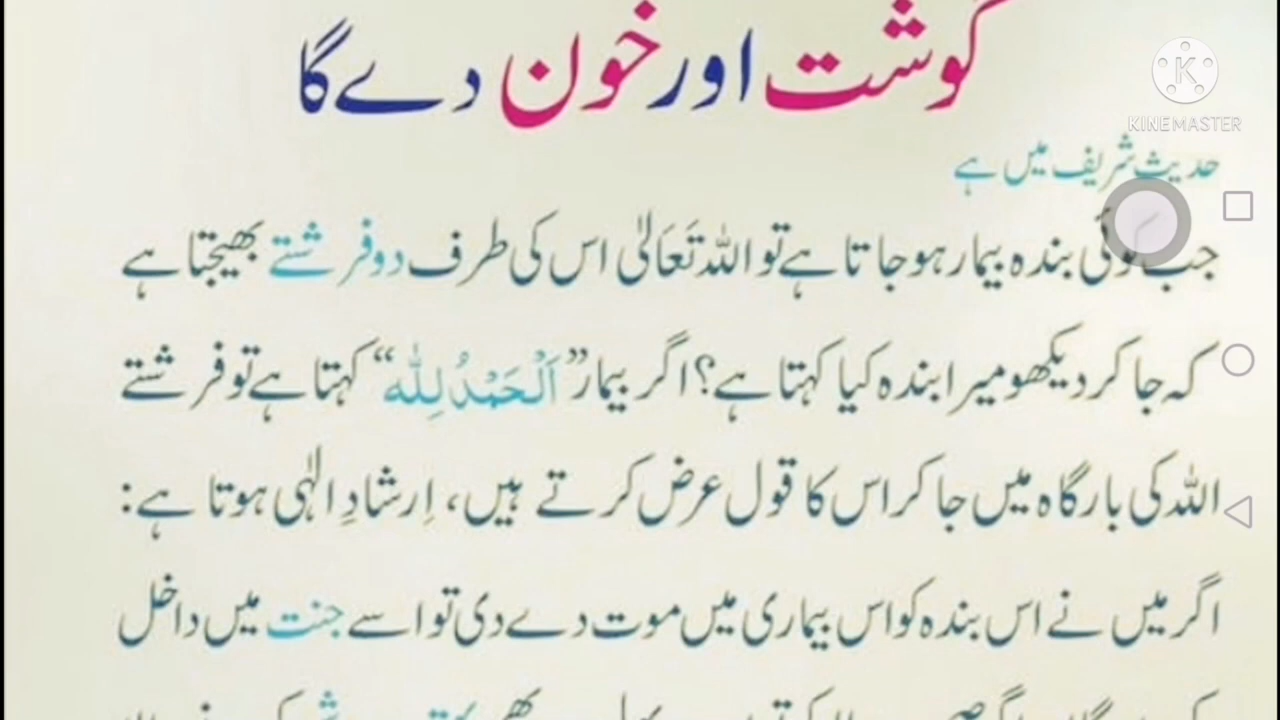 گوشت اور خون دے گا
KINEMASTER
حدیث شریف میں ہے
جب کوئی بندہ بیمار ہو جاتا ہے تو اللہ تَعَالٰی اس کی طرف دو فرشتے بھیجتا ہے
کہ جا کر دیکھو میرا بندہ کیا کہتا ہے؟ اگر بیمار ”اَلْحَمْدُ لِلّٰہ“ کہتا ہے تو فرشتے
اللہ کی بارگاہ میں جا کر اس کا قول عرض کرتے ہیں، اِرشادِ الٰہی ہوتا ہے:
اگر میں نے اس بندہ کو اس بیماری میں موت دے دی تو اسے جنت میں داخل